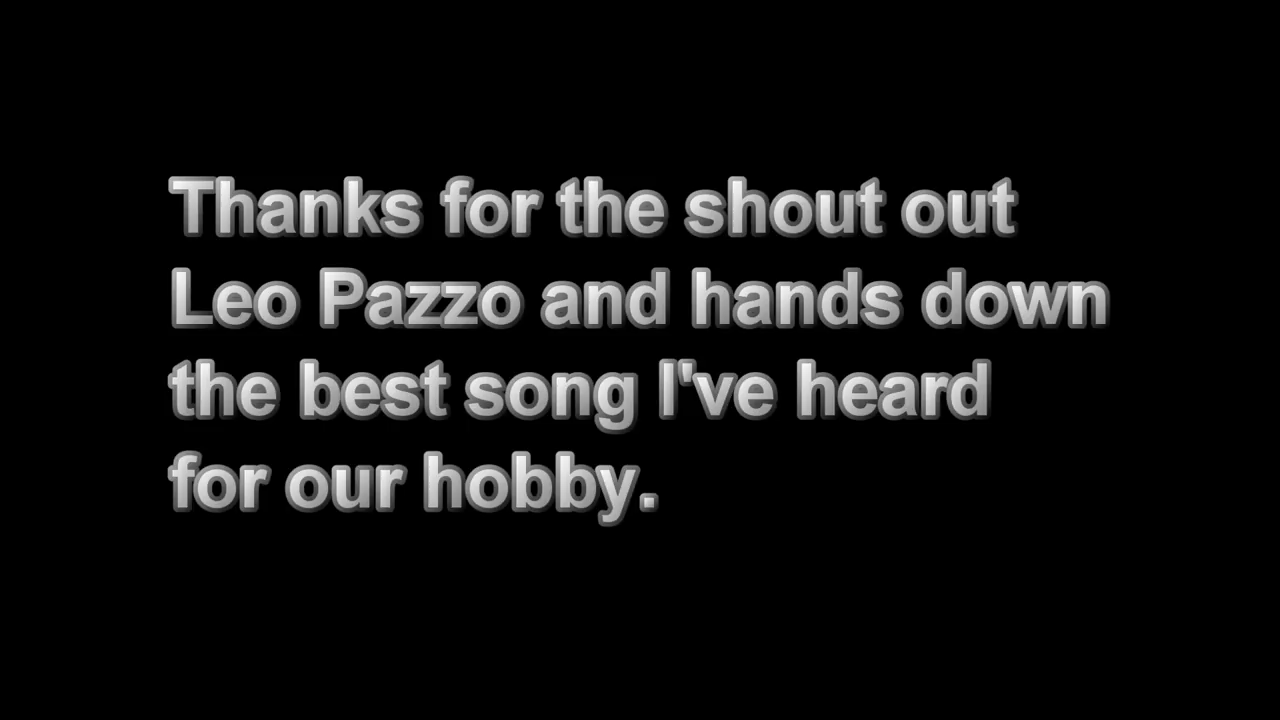 Thanks for the shout out
Leo Pazzo and hands down
the best song I've heard
for our hobby.